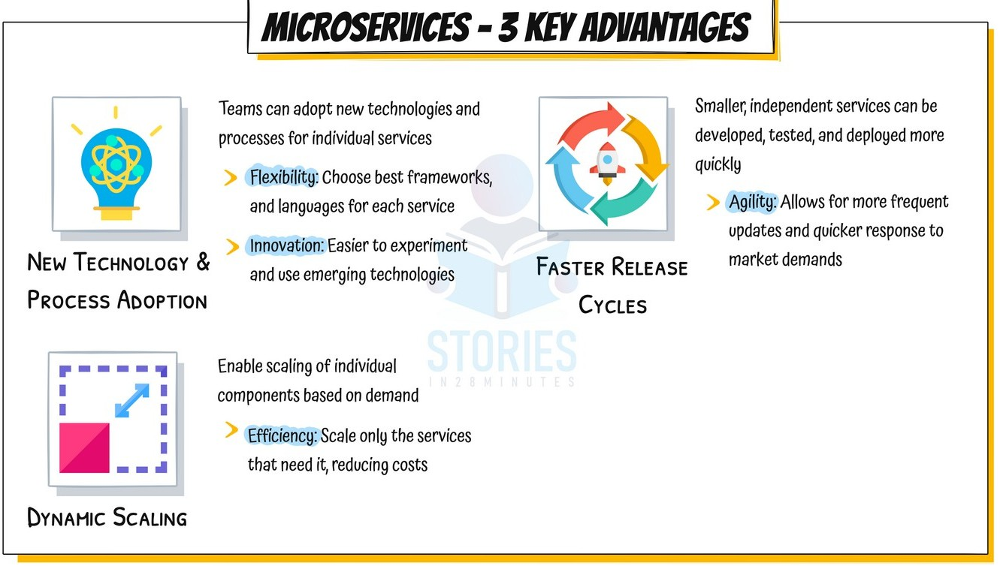 MICROSERVICES - 3 KEY ADVANTAGES
New Technology &
Process Adoption
Teams can adopt new technologies and
processes for individual services
Flexibility: Choose best frameworks,
and languages for each service
Innovation: Easier to experiment
and use emerging technologies
Faster Release
Cycles
Smaller, independent services can be
developed, tested, and deployed more
quickly
Agility: Allows for more frequent
updates and quicker response to
market demands
Dynamic Scaling
Enable scaling of individual
components based on demand
Efficiency: Scale only the services
that need it, reducing costs
STORIES
IN28MINUTES